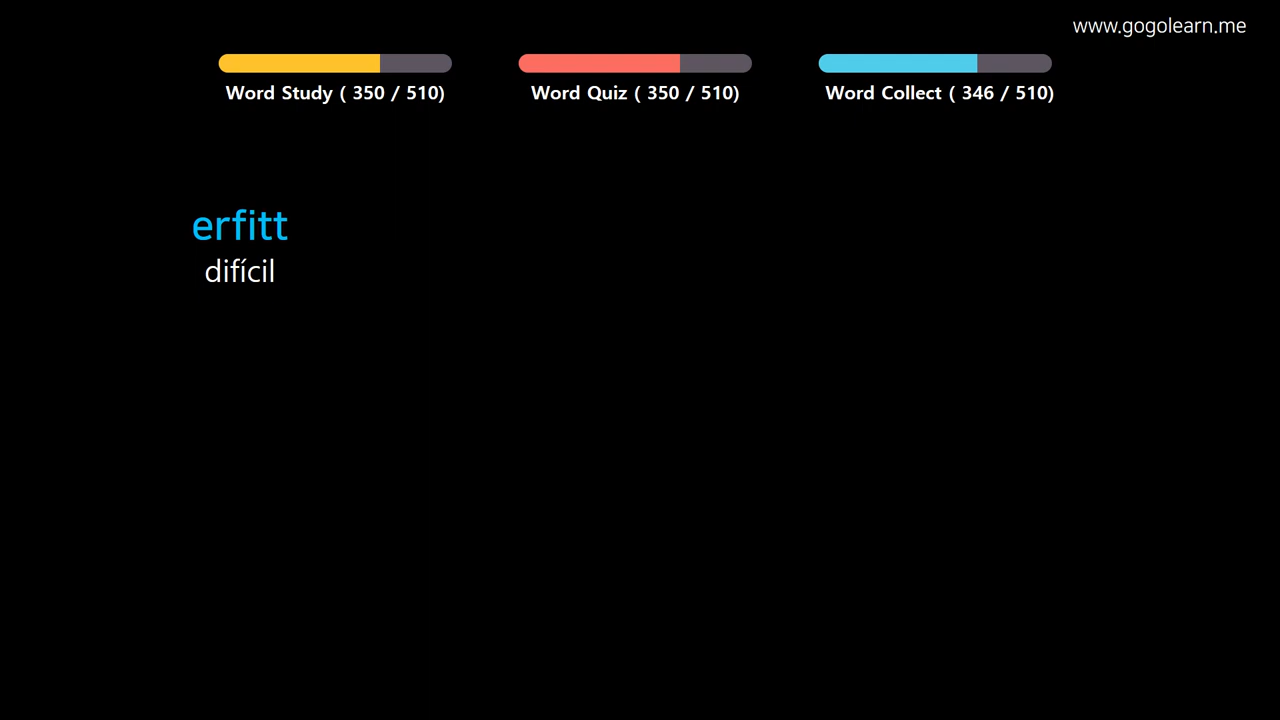 www.gogolearn.me
Word Study ( 350 / 510)
Word Quiz ( 350 / 510)
Word Collect ( 346 / 510)
erfitt
difícil